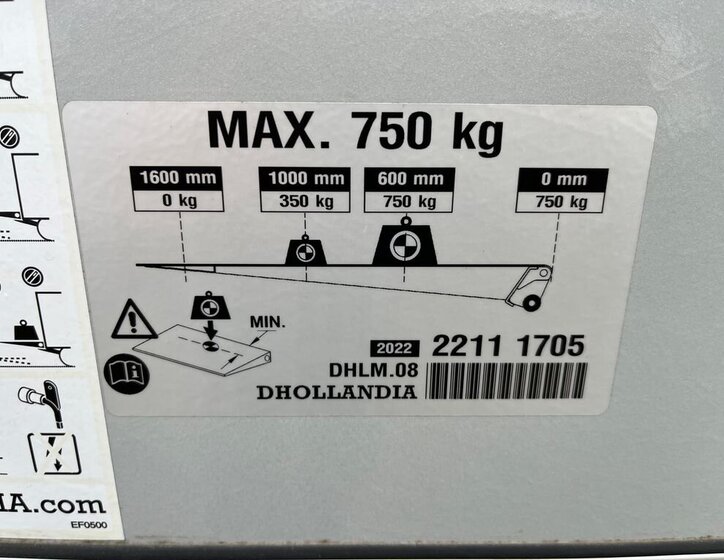 MAX. 750 kg
1600 mm 1000 mm 600 mm 0 mm
0 kg 350 kg 750 kg 750 kg
MIN.
2022 2211 1705
DHLM.08
DHOLLANDIA
IA.com
EF0500